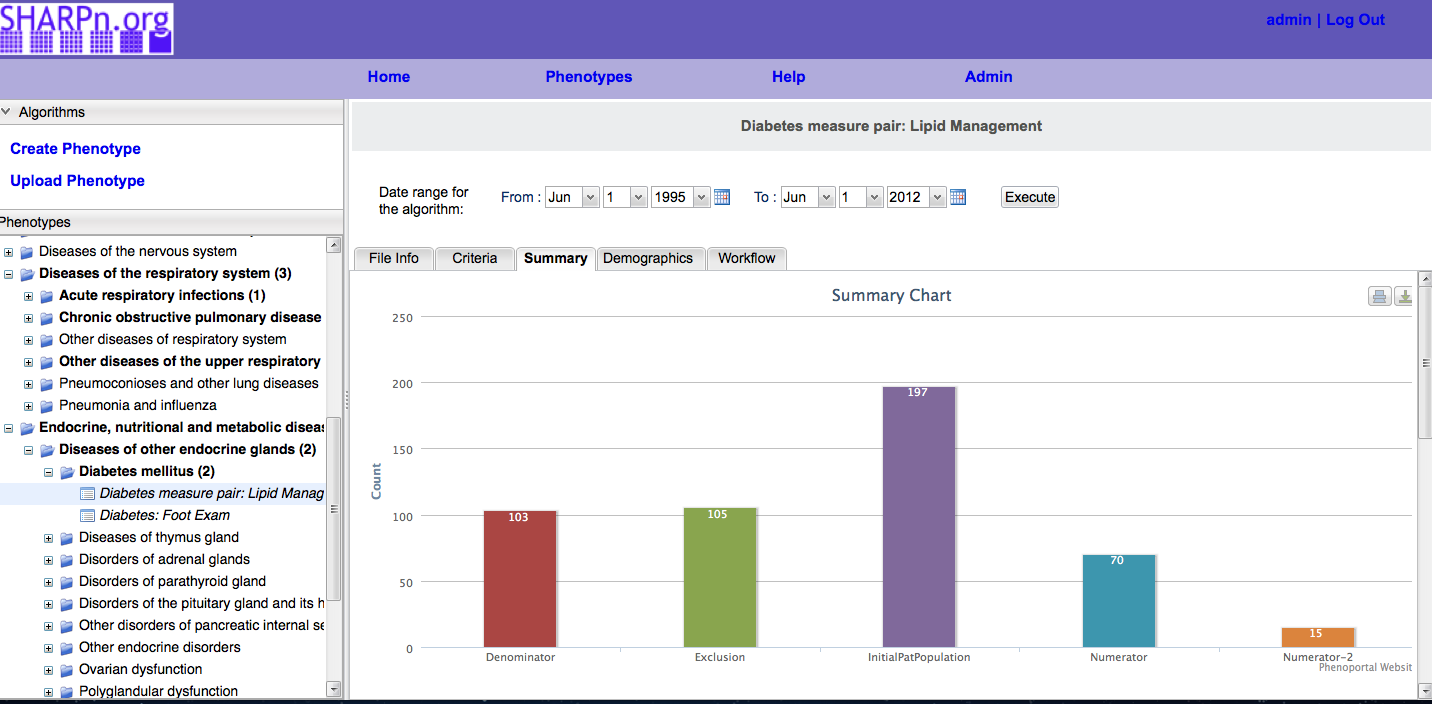 SHARPn.org
admin | Log Out
Home Phenotypes Help Admin
Algorithms
Create Phenotype
Upload Phenotype
Phenotypes
Diseases of the nervous system
Diseases of the respiratory system (3)
Acute respiratory infections (1)
Chronic obstructive pulmonary disease
Other diseases of respiratory system
Other diseases of the upper respiratory
Pneumoconioses and other lung diseases
Pneumonia and influenza
Endocrine, nutritional and metabolic diseas
Diseases of other endocrine glands (2)
Diabetes mellitus (2)
Diabetes measure pair: Lipid Manag
Diabetes: Foot Exam
Diseases of thymus gland
Disorders of adrenal glands
Disorders of parathyroid gland
Disorders of the pituitary gland and its h
Other disorders of pancreatic internal se
Other endocrine disorders
Ovarian dysfunction
Polyglandular dysfunction
Diabetes measure pair: Lipid Management
Date range for
the algorithm:
From : Jun 1 1995 To : Jun 1 2012 Execute
File Info Criteria Summary Demographics Workflow
Summary Chart
Count
250
200
150
100
50
0
103
105
197
70
15
Denominator Exclusion InitialPatPopulation Numerator Numerator-2
Phenoportal Websit